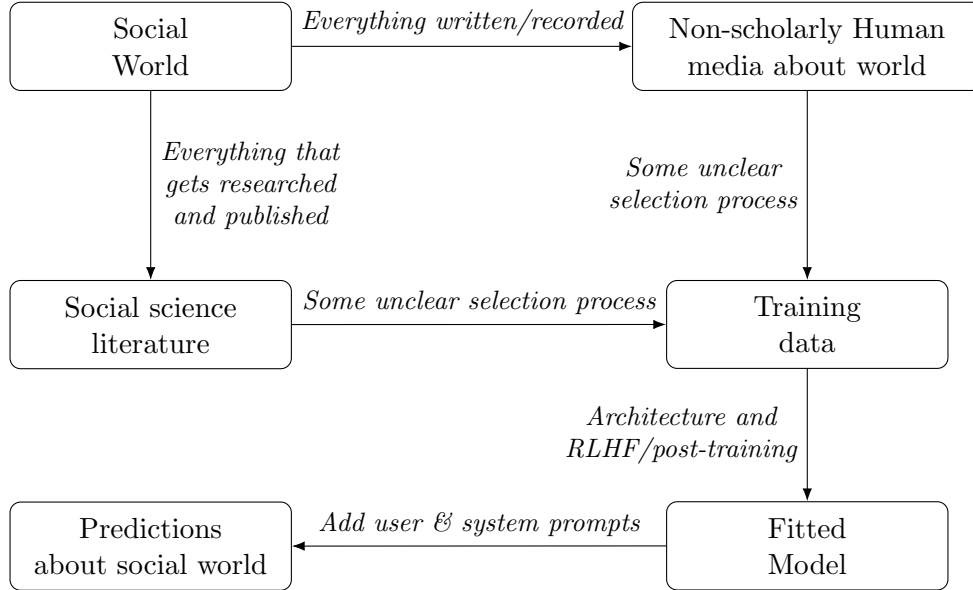 Social
World
Everything written/recorded
Non-scholarly Human
media about world
Everything that
gets researched
and published
Some unclear
selection process
Social science
literature
Some unclear selection process
Training
data
Architecture and
RLHF/post-training
Predictions
about social world
Add user & system prompts
Fitted
Model